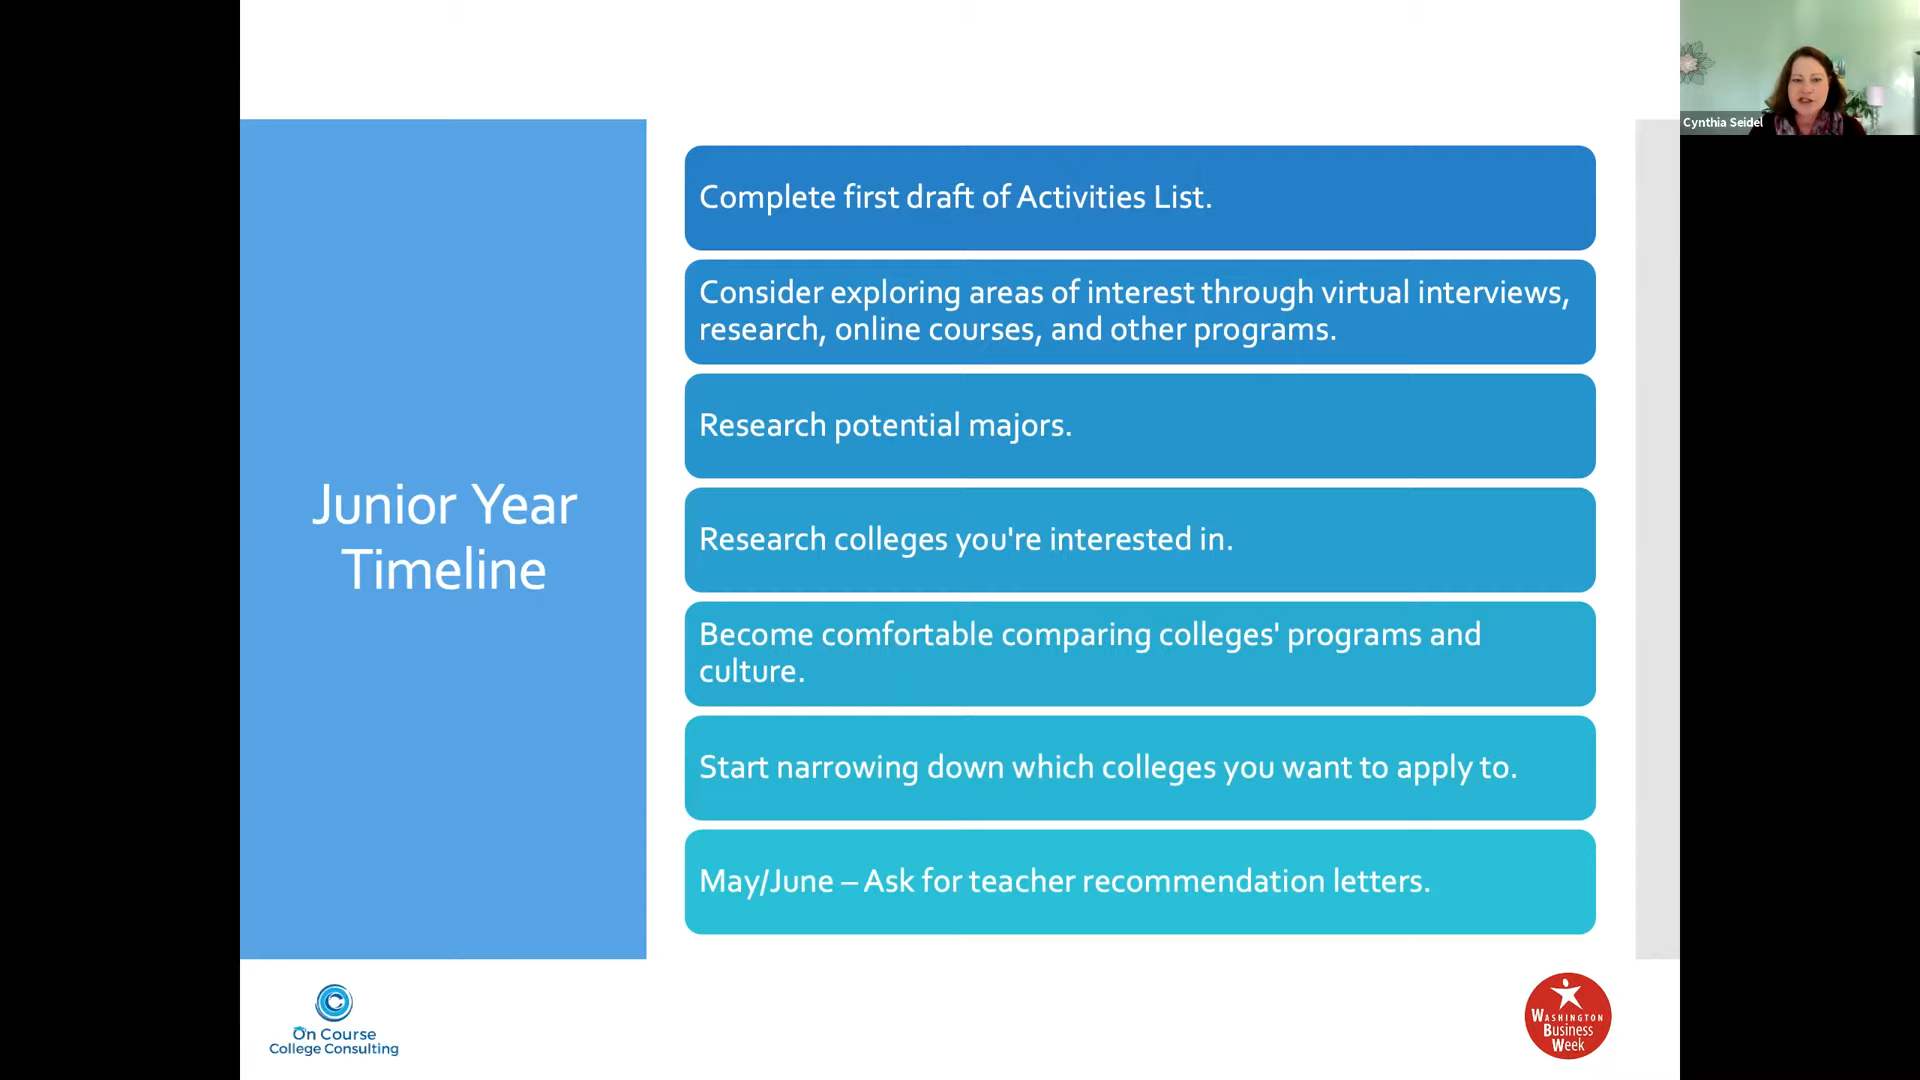 Cynthia Seidel
Junior Year
Timeline
Complete first draft of Activities List.
Consider exploring areas of interest through virtual interviews,
research, online courses, and other programs.
Research potential majors.
Research colleges you're interested in.
Become comfortable comparing colleges' programs and
culture.
Start narrowing down which colleges you want to apply to.
May/June – Ask for teacher recommendation letters.
On Course
College Consulting
WASHINGTON
Business
Week